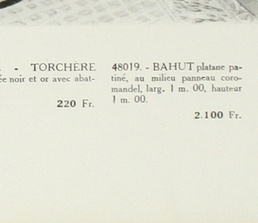 - TORCHÈRE
ée noir et or avec abat-
220 Fr.
48019. - BAHUT platane pa-
tiné, au milieu panneau coro-
mandel, larg. 1 m. 00, hauteur
1 m. 00.
2.100 Fr.